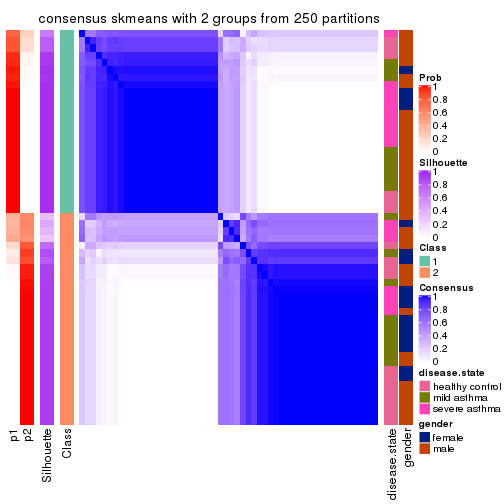 consensus skmeans with 2 groups from 250 partitions
Prob
1
0.8
0.6
0.4
0.2
0
Silhouette
1
0.8
0.6
0.4
0.2
0
Class
1
2
Consensus
1
0.8
0.6
0.4
0.2
0
disease.state
healthy control
mild asthma
severe asthma
gender
female
male
p1
p2
Silhouette
Class
disease.state
gender